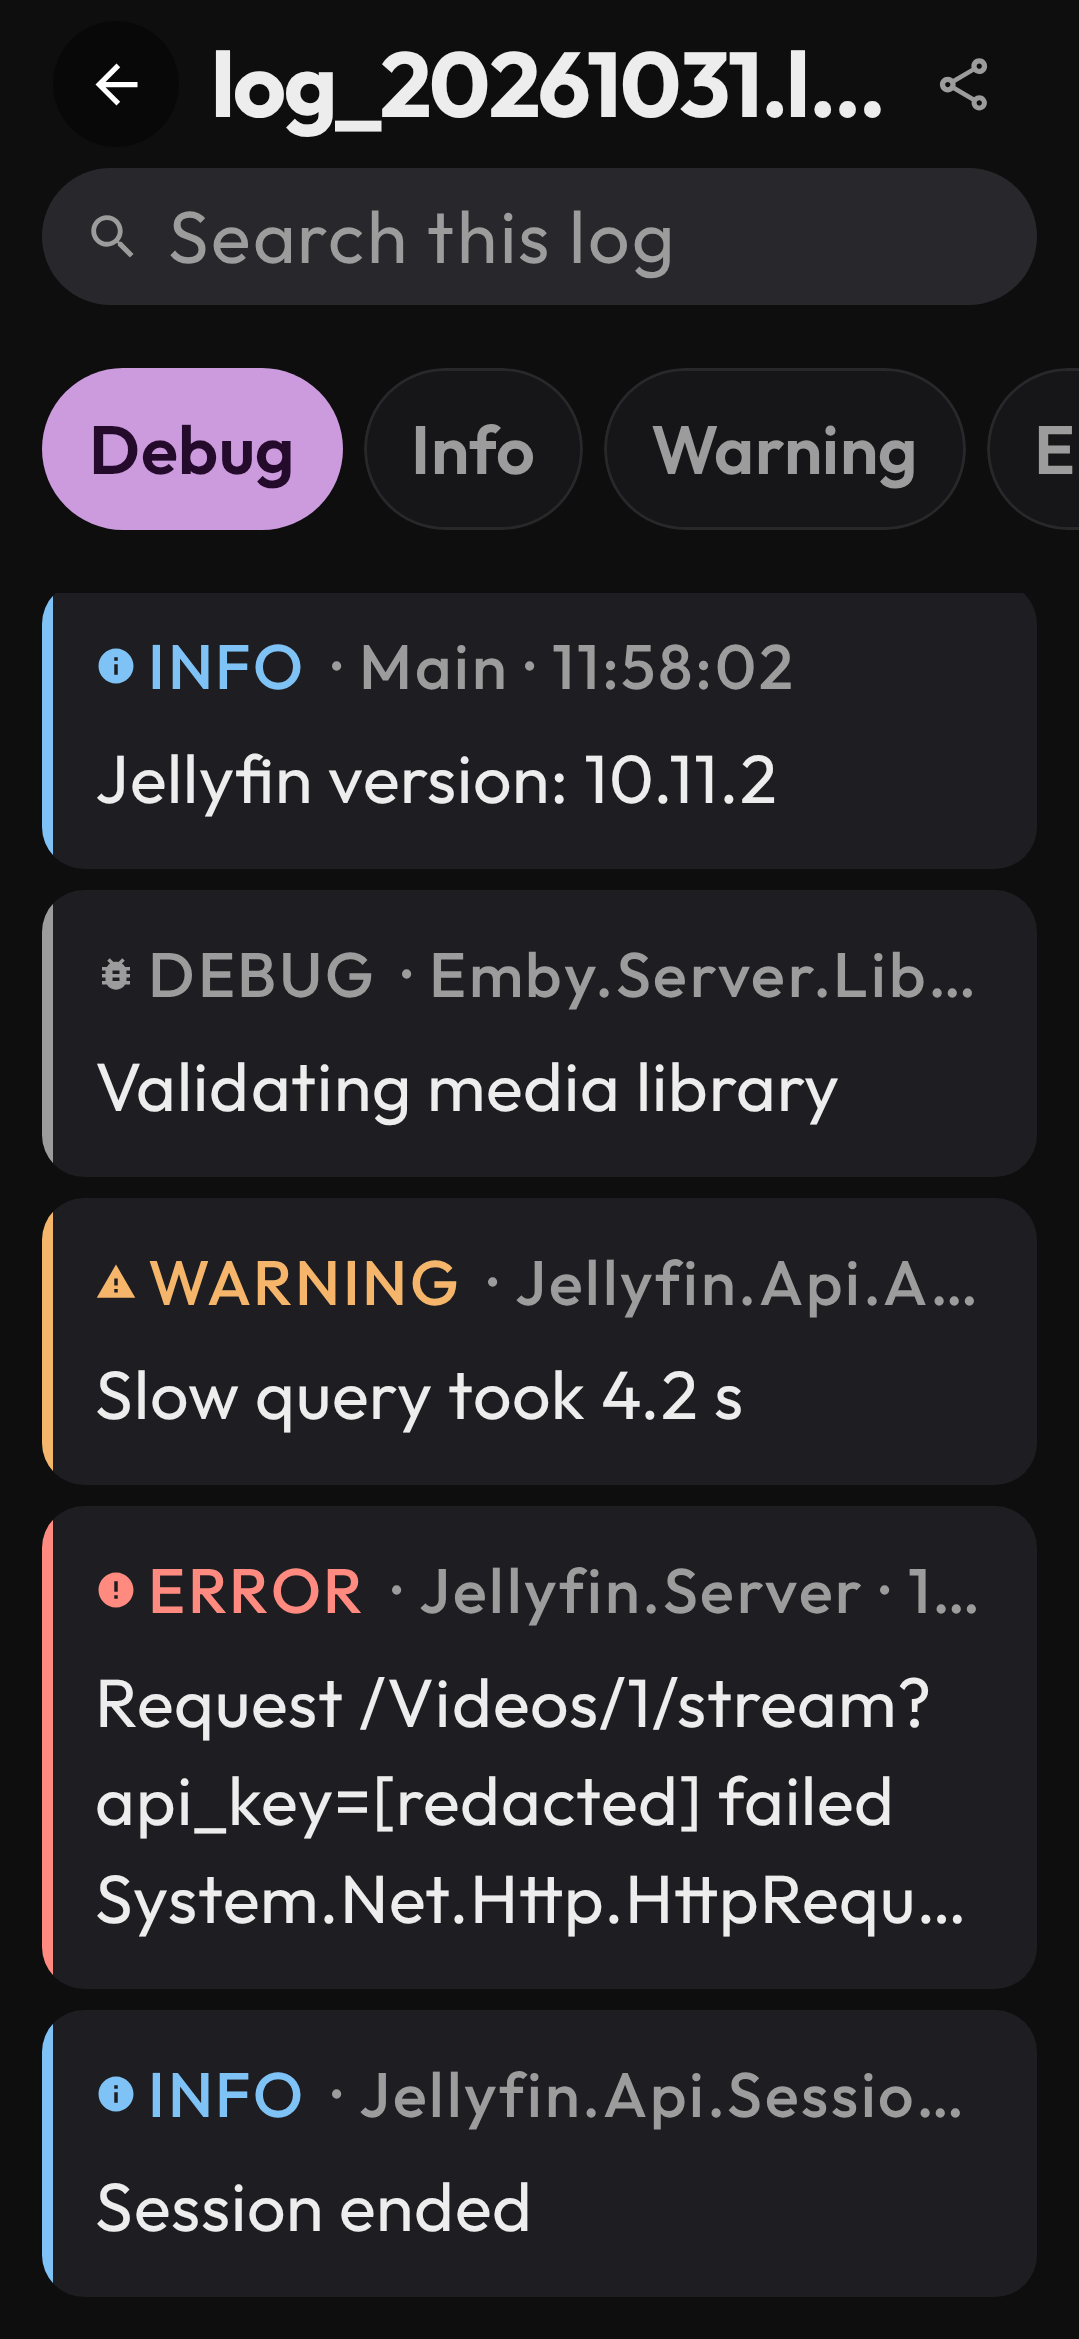 log_20261031.l...
Search this log
Debug
Info
Warning
E
INFO · Main · 11:58:02
Jellyfin version: 10.11.2
DEBUG · Emby.Server.Lib...
Validating media library
WARNING · Jellyfin.Api.A...
Slow query took 4.2 s
ERROR · Jellyfin.Server · 1...
Request /Videos/1/stream?
api_key=[redacted] failed
System.Net.Http.HttpRequ...
INFO · Jellyfin.Api.Sessio...
Session ended